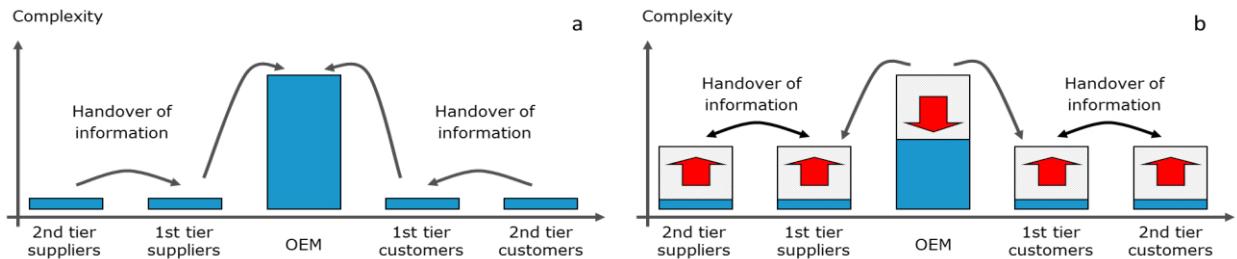 Complexity
a
Handover of
information
Handover of
information
2nd tier
suppliers
1st tier
suppliers
OEM
1st tier
customers
2nd tier
customers
Complexity
b
Handover of
information
Handover of
information
2nd tier
suppliers
1st tier
suppliers
OEM
1st tier
customers
2nd tier
customers